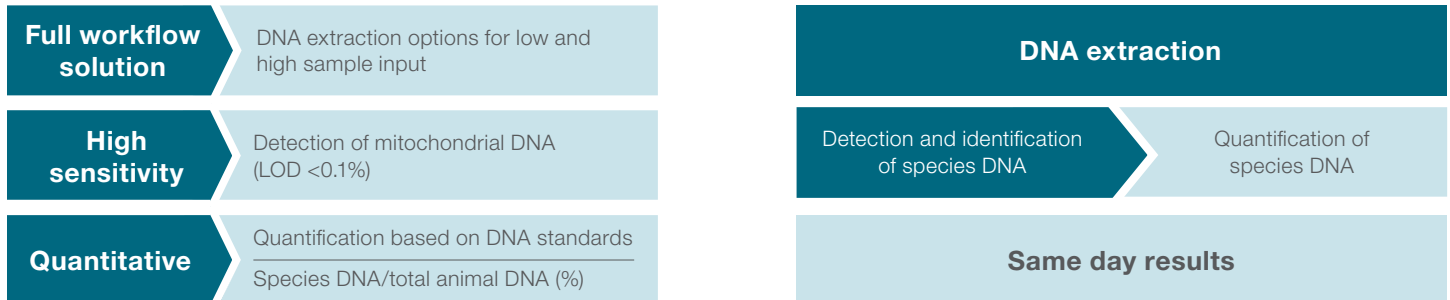 Full workflow
solution
DNA extraction options for low and
high sample input
High
sensitivity
Detection of mitochondrial DNA
(LOD <0.1%)
Quantitative
Quantification based on DNA standards
Species DNA/total animal DNA (%)
DNA extraction
Detection and identification
of species DNA
Quantification of
species DNA
Same day results